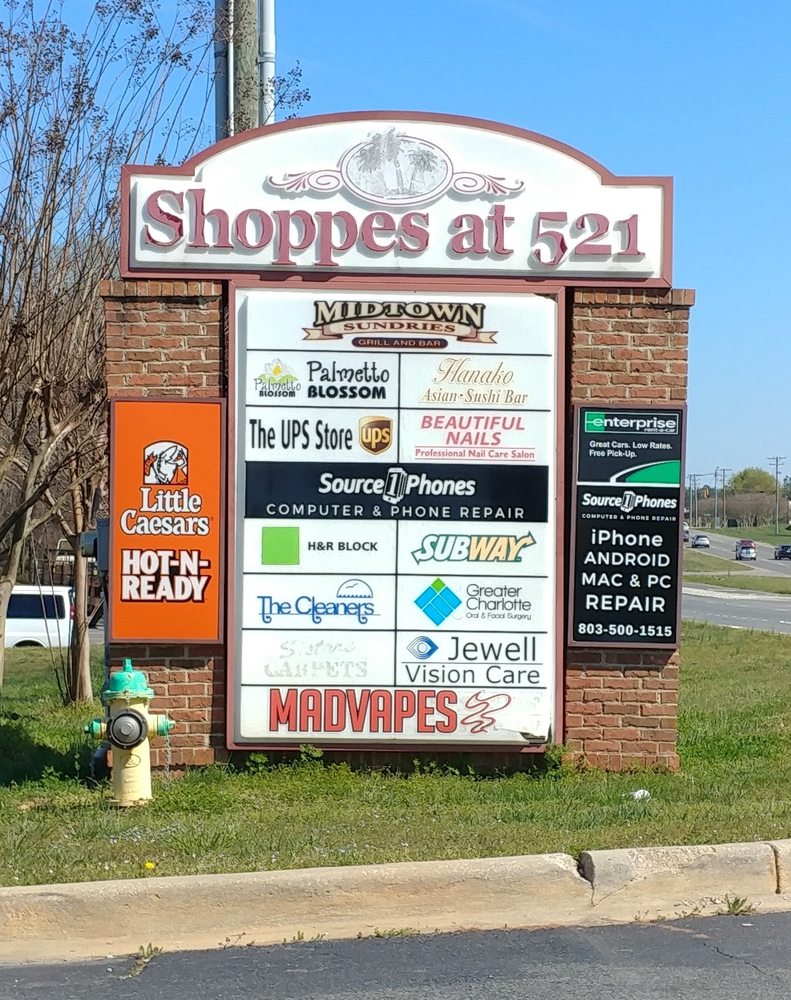 Shoppes at 521
MIDTOWN
SUNDRIES
GRILL AND BAR
Palmetto
BLOSSOM
Palmetto
BLOSSOM
Hanako
Asian•Sushi Bar
The UPS Store
ups
BEAUTIFUL
NAILS
Professional Nail Care Salon
Source1Phones
COMPUTER & PHONE REPAIR
H&R BLOCK
SUBWAY
The Cleaners
Greater
Charlotte
Oral & Facial Surgery
CARPETS
Jewell
Vision Care
MADVAPES
Little
Caesars
HOT-N-
READY
enterprise
rent-a-car
Great Cars. Low Rates.
Free Pick-Up.
Source1Phones
COMPUTER & PHONE REPAIR
iPhone
ANDROID
MAC & PC
REPAIR
803-500-1515